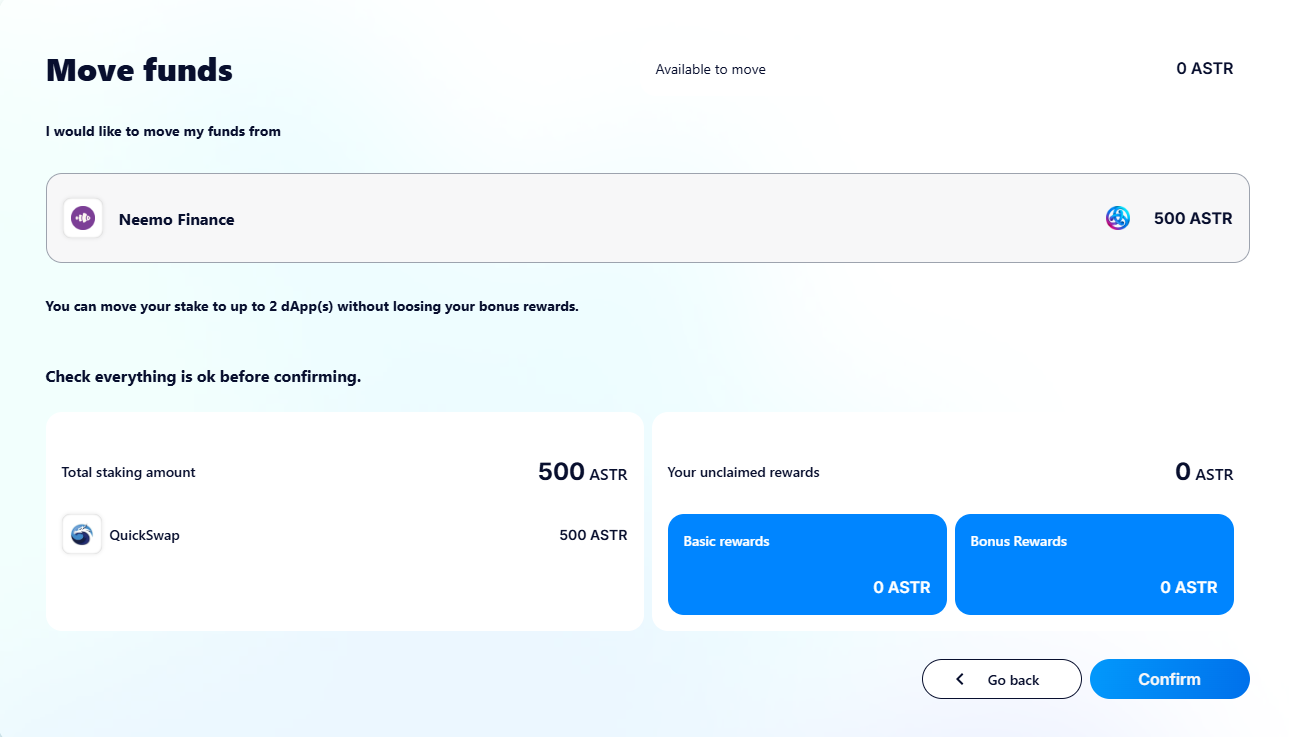 Move funds
Available to move
0 ASTR
I would like to move my funds from
Neemo Finance
500 ASTR
You can move your stake to up to 2 dApp(s) without loosing your bonus rewards.
Check everything is ok before confirming.
Total staking amount
500 ASTR
QuickSwap
500 ASTR
Your unclaimed rewards
0 ASTR
Basic rewards
0 ASTR
Bonus Rewards
0 ASTR
Go back
Confirm